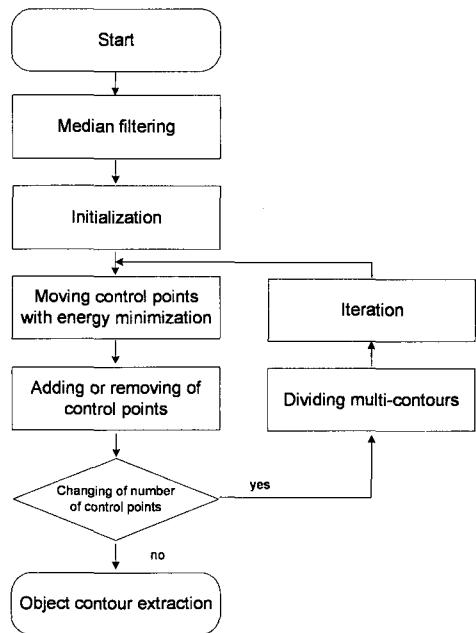 Start
Median filtering
Initialization
Moving control points
with energy minimization
Iteration
Adding or removing of
control points
Dividing multi-contours
Changing of number
of control points
yes
no
Object contour extraction